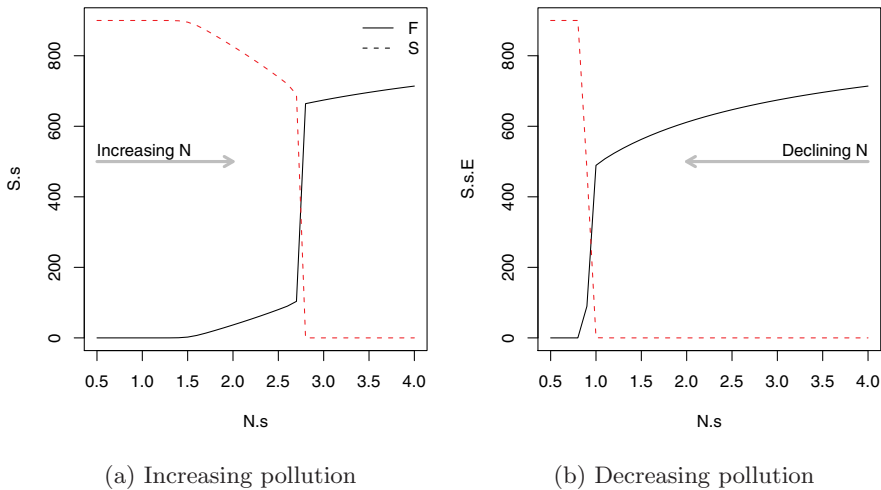 F
S
Increasing N
S.s
0
200
400
600
800
0.5 1.0 1.5 2.0 2.5 3.0 3.5 4.0
N.s
(a) Increasing pollution
Declining N
S.s.E
0
200
400
600
800
0.5 1.0 1.5 2.0 2.5 3.0 3.5 4.0
N.s
(b) Decreasing pollution